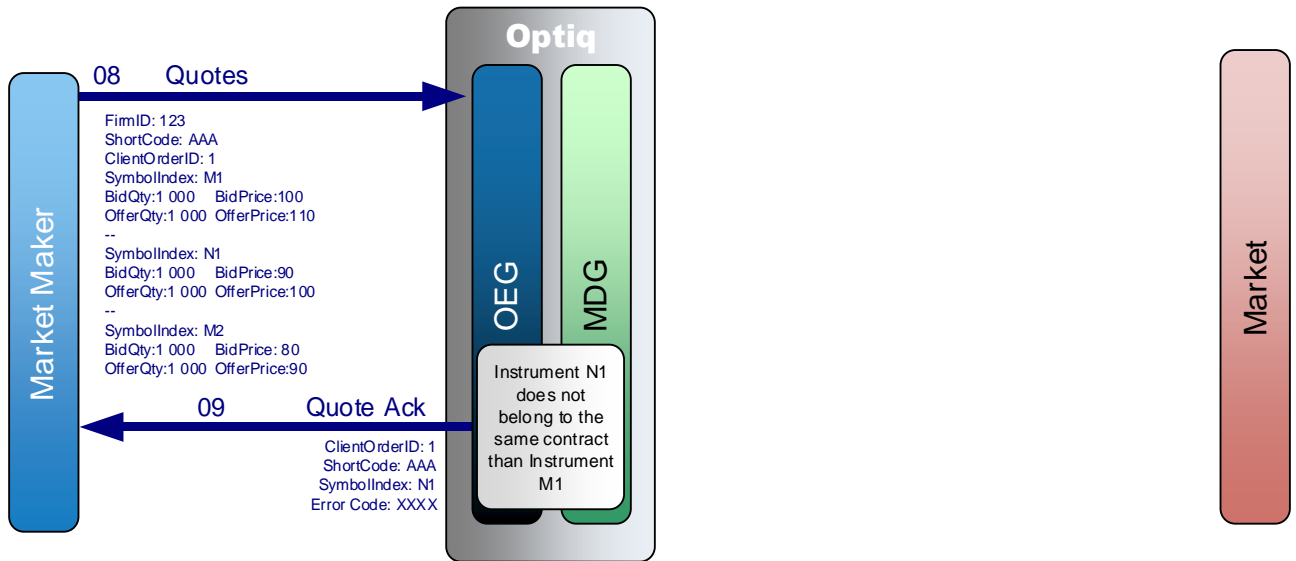 Optiq
08 Quotes
FirmID: 123
ShortCode: AAA
ClientOrderID: 1
SymbolIndex: M1
BidQty:1 000 BidPrice:100
OfferQty:1 000 OfferPrice:110
--
SymbolIndex: N1
BidQty:1 000 BidPrice:90
OfferQty:1 000 OfferPrice:100
--
SymbolIndex: M2
BidQty:1 000 BidPrice: 80
OfferQty:1 000 OfferPrice:90
Market Maker
OEG
MDG
Market
Instrument N1
does not
belong to the
same contract
than Instrument
M1
09 Quote Ack
ClientOrderID: 1
ShortCode: AAA
SymbolIndex: N1
Error Code: XXXX